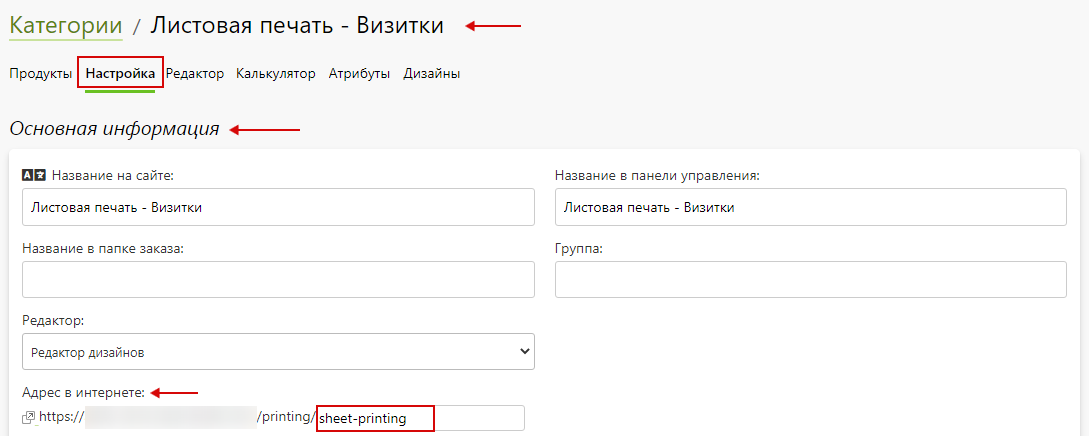 Категории / Листовая печать - Визитки
Продукты Настройка Редактор Калькулятор Атрибуты Дизайны
Основная информация
Название на сайте: Название в панели управления:
Листовая печать - Визитки Листовая печать - Визитки
Название в папке заказа: Группа:
Редактор:
Редактор дизайнов
Адрес в интернете:
https:// /printing/ sheet-printing